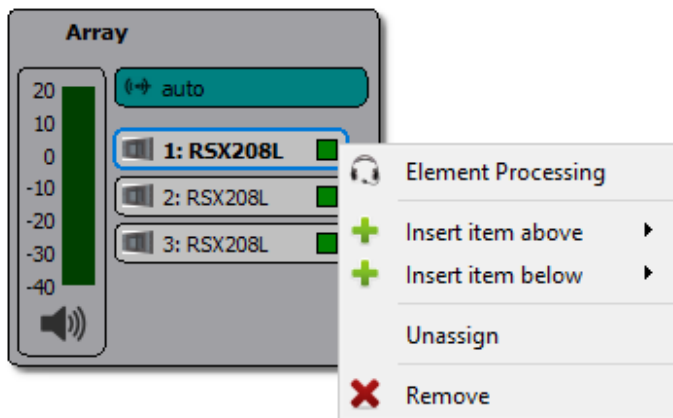 Array
auto
20
10
0
-10
-20
-30
-40
1: RSX208L
2: RSX208L
3: RSX208L
Element Processing
Insert item above
Insert item below
Unassign
Remove